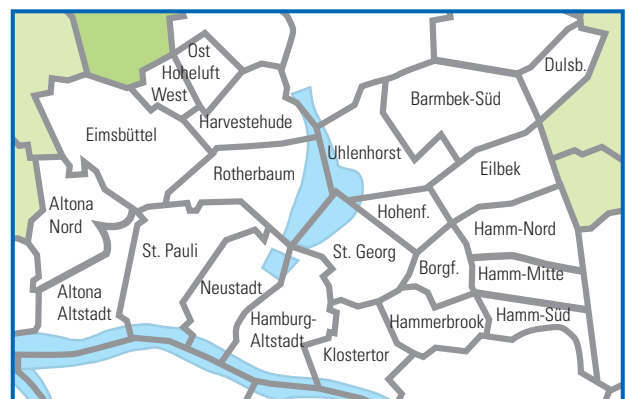 Ost
Hoheluft
West
Dulsb.
Barmbek-Süd
Harvestehude
Eimsbüttel
Uhlenhorst
Rotherbaum
Eilbek
Altona
Nord
Hohenf.
Hamm-Nord
St. Pauli
St. Georg
Borgf.
Hamm-Mitte
Neustadt
Altona
Altstadt
Hamburg-
Altstadt
Hammerbrook
Hamm-Süd
Klostertor